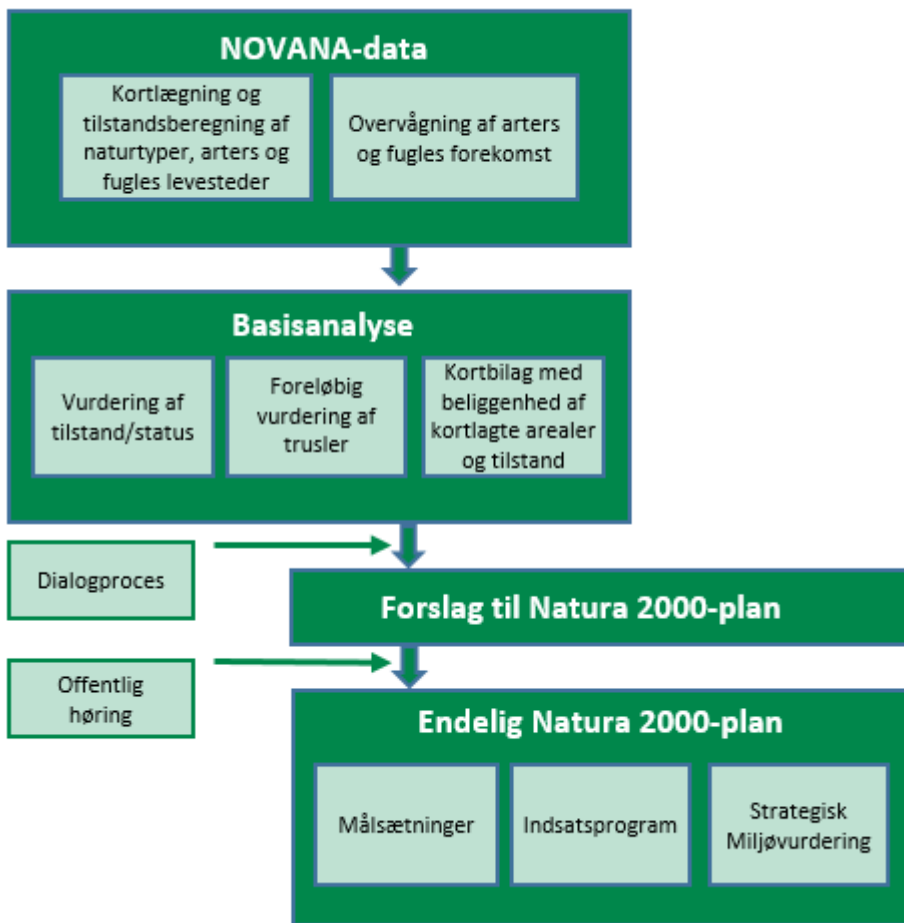 NOVANA-data
Kortlægning og
tilstandsberegning af
naturtyper, arters og
fugles levesteder
Overvågning af arters
og fugles forekomst
Basisanalyse
Vurdering af
tilstand/status
Foreløbig
vurdering af
trusler
Kortbilag med
beliggenhed af
kortlagte arealer
og tilstand
Dialogproces
Forslag til Natura 2000-plan
Offentlig
høring
Endelig Natura 2000-plan
Målsætninger
Indsatsprogram
Strategisk
Miljøvurdering